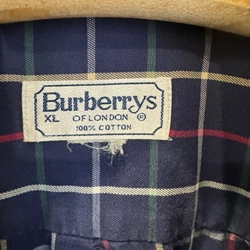 Burberrys
XL OF LONDON ®
100% COTTON